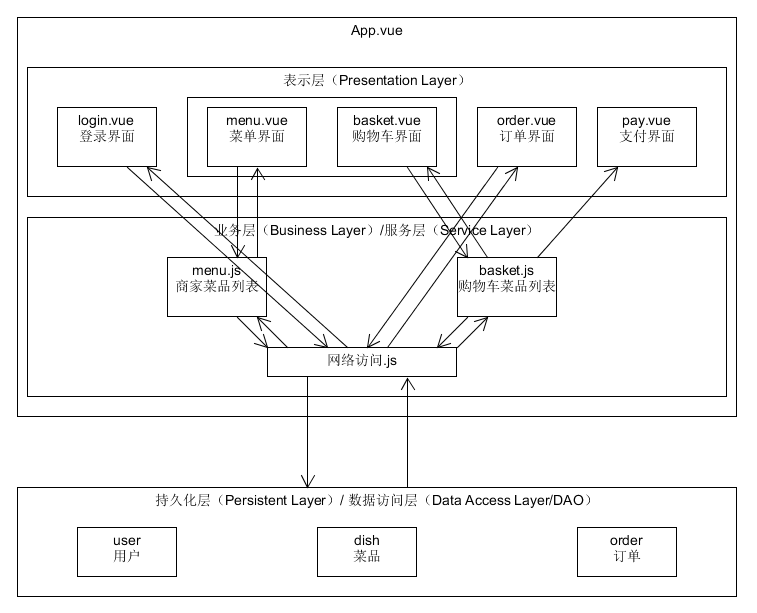 App.vue
表示层（Presentation Layer）
login.vue
登录界面
menu.vue
菜单界面
basket.vue
购物车界面
order.vue
订单界面
pay.vue
支付界面
业务层（Business Layer）/服务层（Service Layer）
menu.js
商家菜品列表
basket.js
购物车菜品列表
网络访问.js
持久化层（Persistent Layer）/ 数据访问层（Data Access Layer/DAO）
user
用户
dish
菜品
order
订单